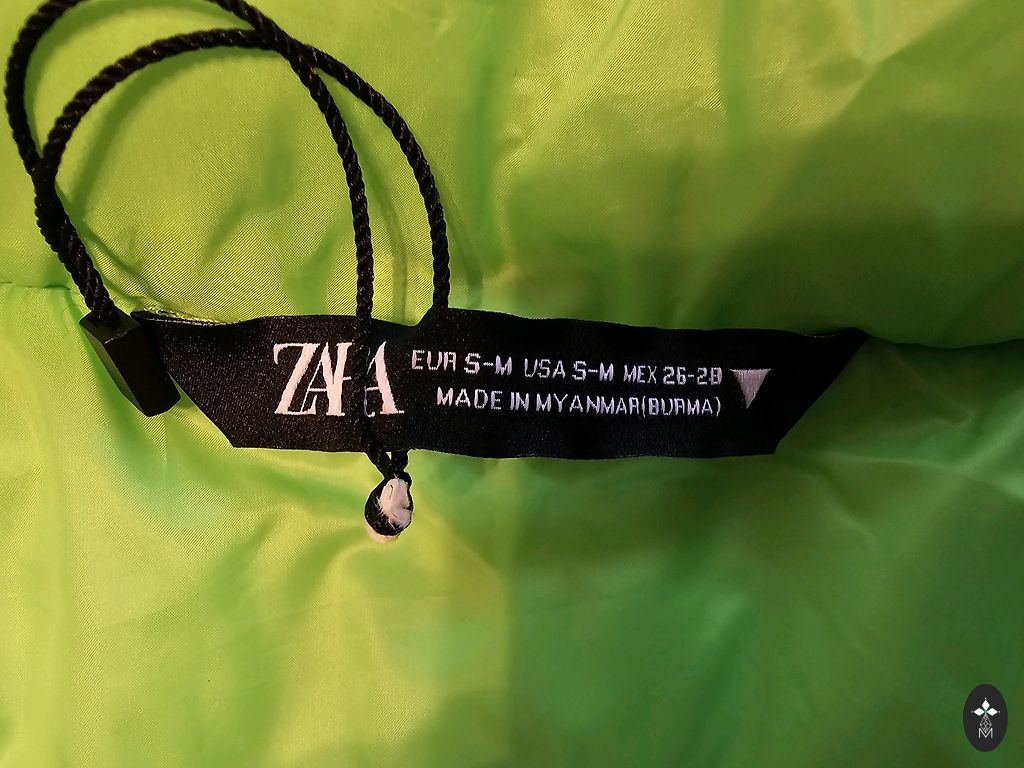 ZARA
EUR S-M USA S-M MEX 26-28
MADE IN MYANMAR(BURMA)
M